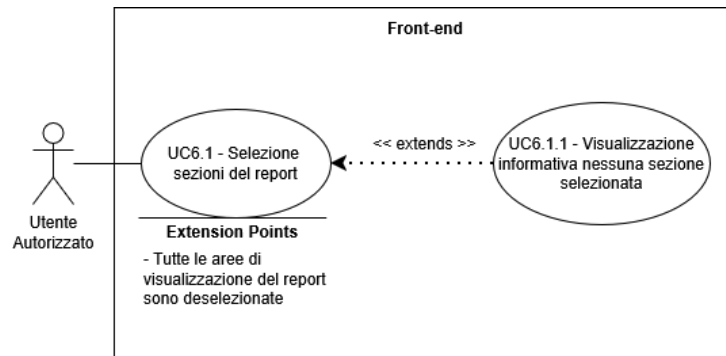 Front-end
UC6.1 - Selezione
sezioni del report
<< extends >>
UC6.1.1 - Visualizzazione
informativa nessuna sezione
selezionata
Utente
Autorizzato
Extension Points
- Tutte le aree di
visualizzazione del report
sono deselezionate